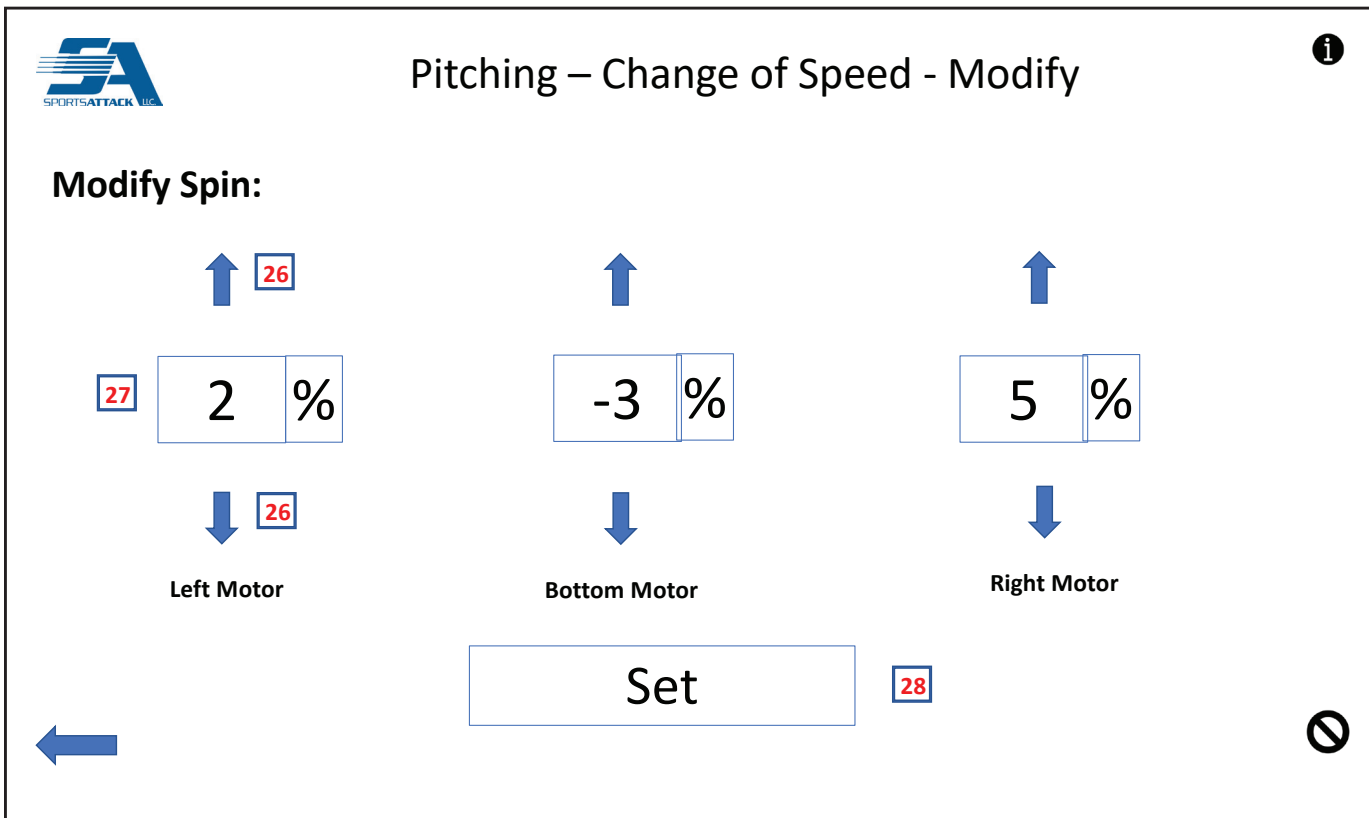 SPORTSATTACK LLC.
Pitching – Change of Speed - Modify
i
Modify Spin:
26
27
2 %
-3 %
5 %
26
Left Motor
Bottom Motor
Right Motor
Set
28